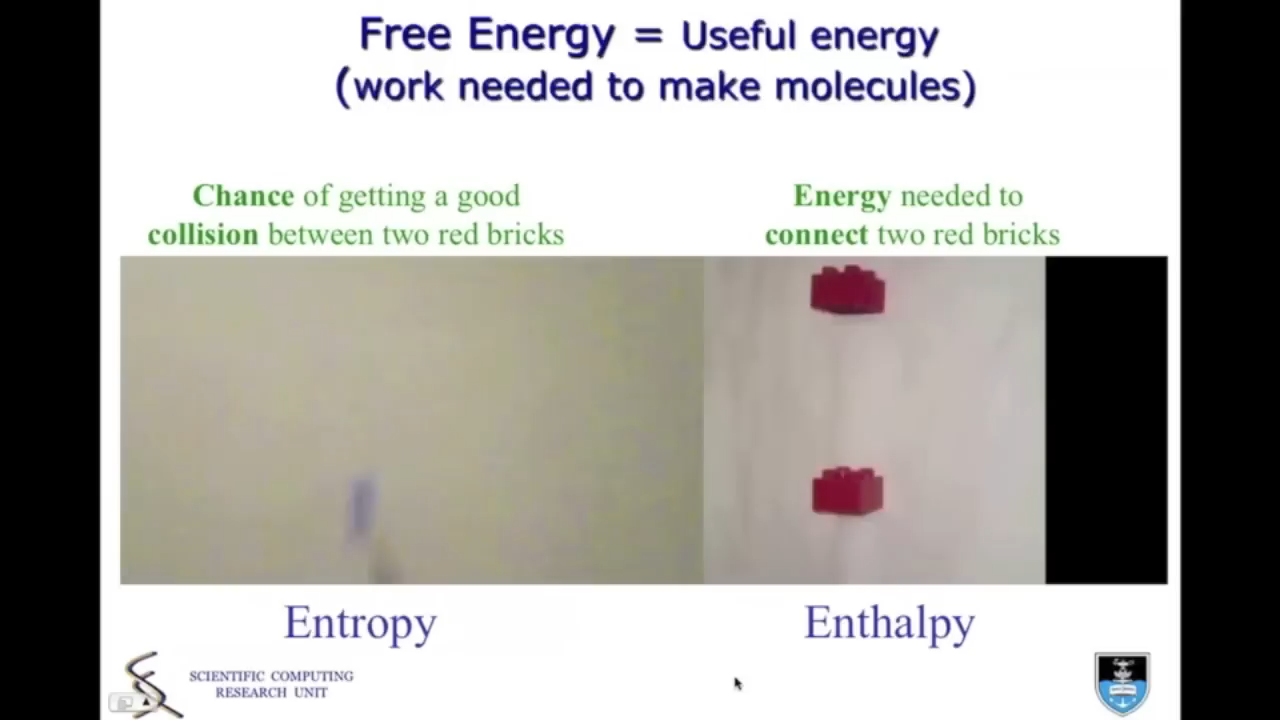 Free Energy = Useful energy
(work needed to make molecules)
Chance of getting a good
collision between two red bricks
Energy needed to
connect two red bricks
Entropy
Enthalpy
SCIENTIFIC COMPUTING
RESEARCH UNIT